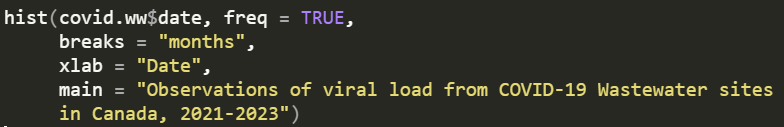 hist(covid.ww$date, freq = TRUE,
     breaks = "months",
     xlab = "Date",
     main = "Observations of viral load from COVID-19 Wastewater sites
     in Canada, 2021-2023")